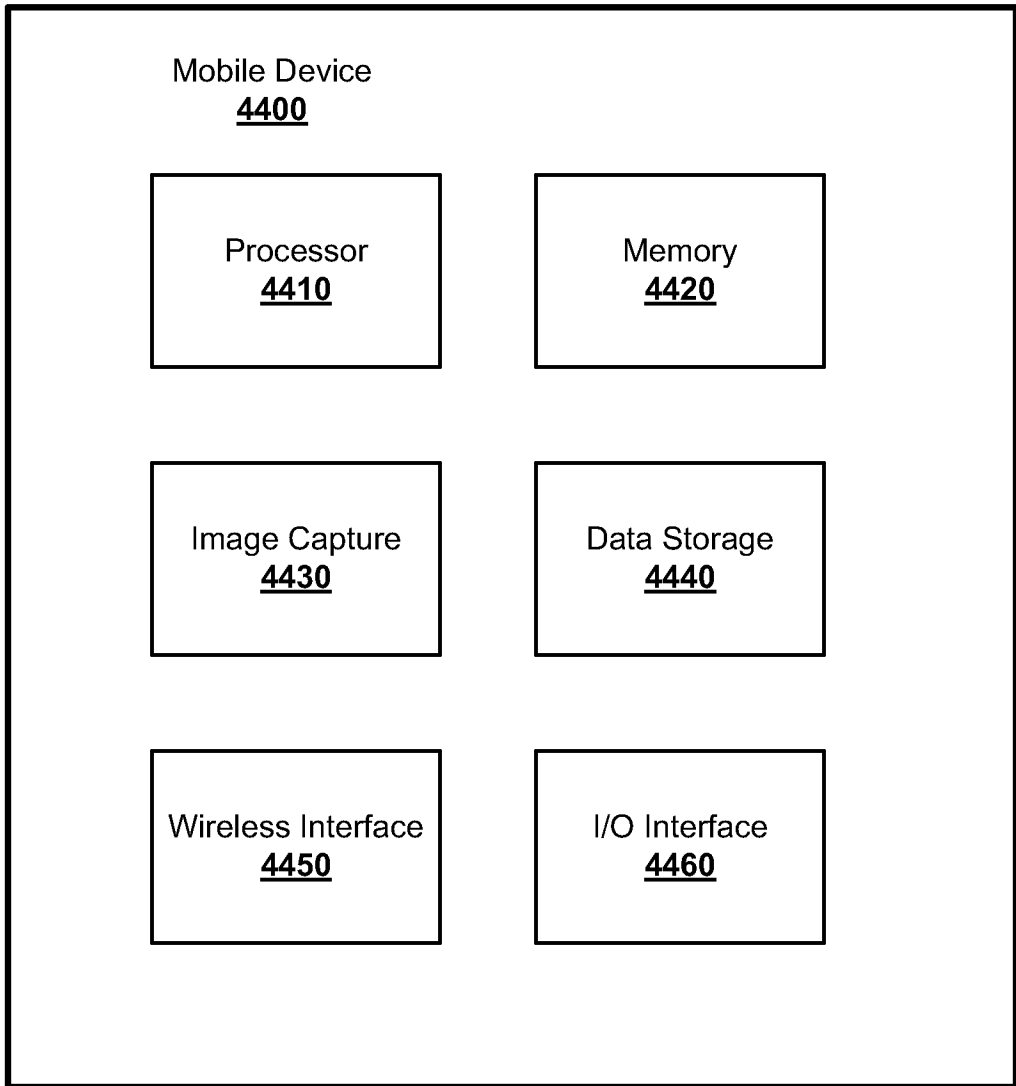 Mobile Device
4400
Processor
4410
Memory
4420
Image Capture
4430
Data Storage
4440
Wireless Interface
4450
I/O Interface
4460